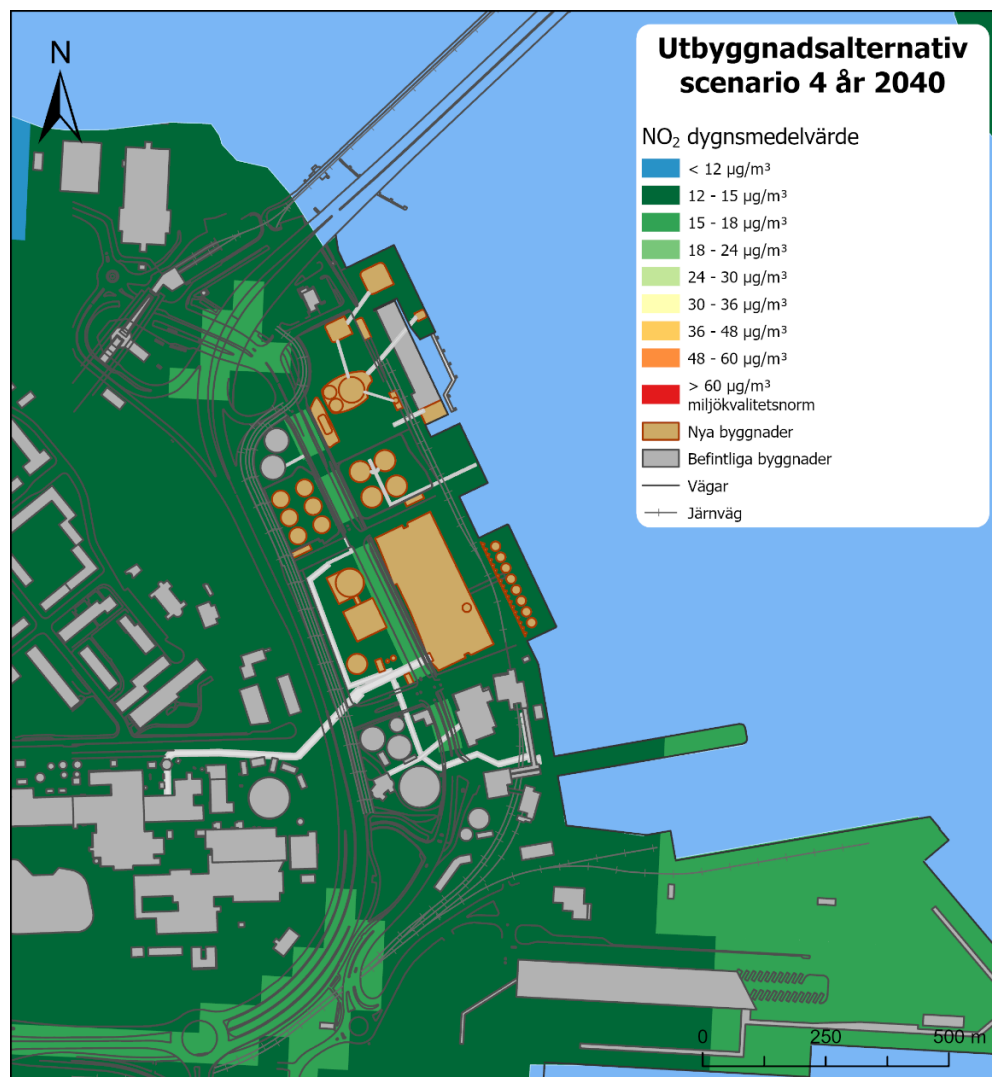 N
Utbyggnadsalternativ
scenario 4 år 2040
NO₂ dygnsmedelvärde
< 12 µg/m³
12 - 15 µg/m³
15 - 18 µg/m³
18 - 24 µg/m³
24 - 30 µg/m³
30 - 36 µg/m³
36 - 48 µg/m³
48 - 60 µg/m³
> 60 µg/m³
miljökvalitetsnorm
Nya byggnader
Befintliga byggnader
Vägar
Järnväg
0 250 500 m